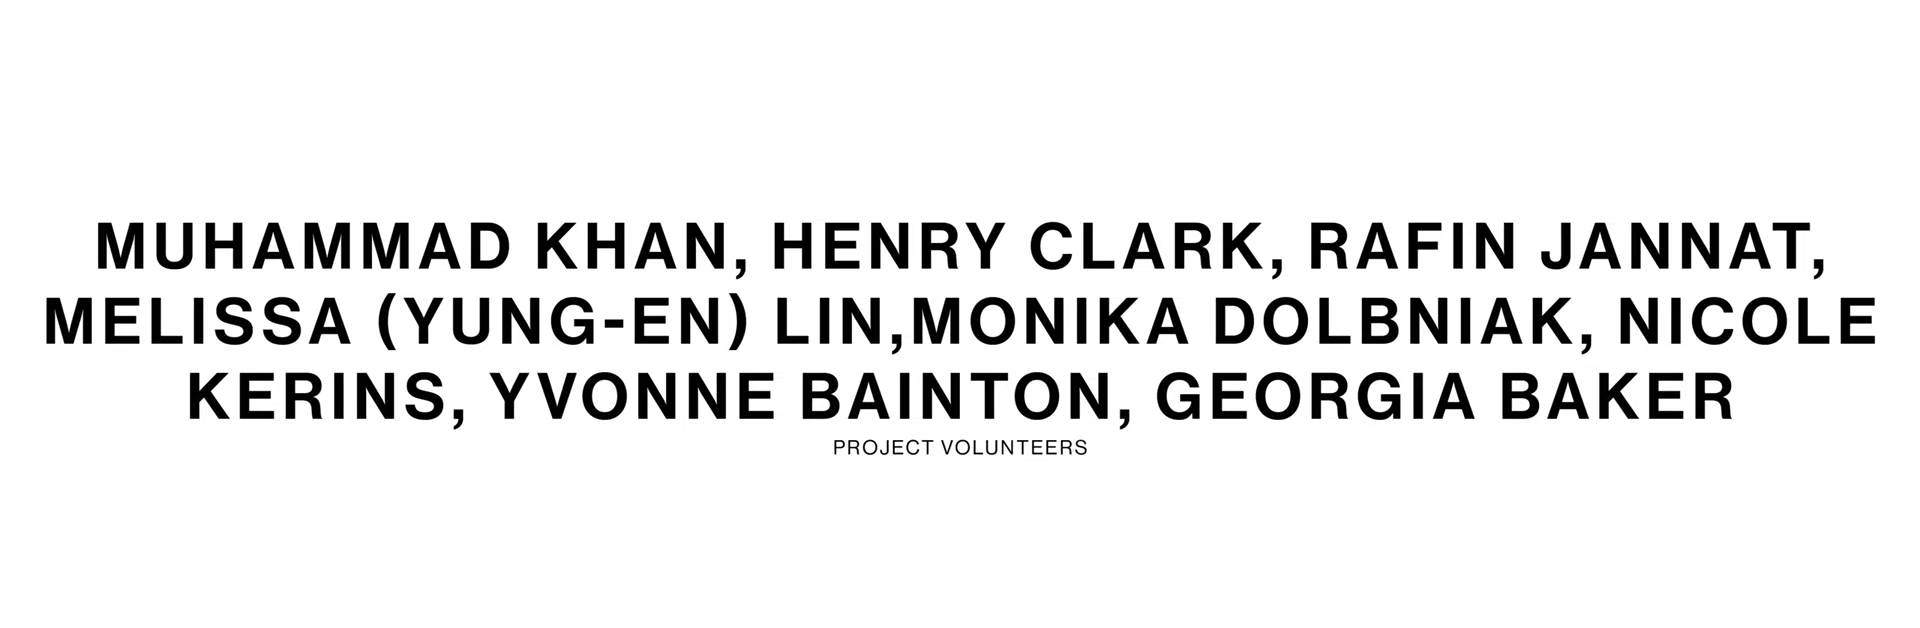 MUHAMMAD KHAN, HENRY CLARK, RAFIN JANNAT,
MELISSA (YUNG-EN) LIN,MONIKA DOLBNIAK, NICOLE
KERINS, YVONNE BAINTON, GEORGIA BAKER
PROJECT VOLUNTEERS